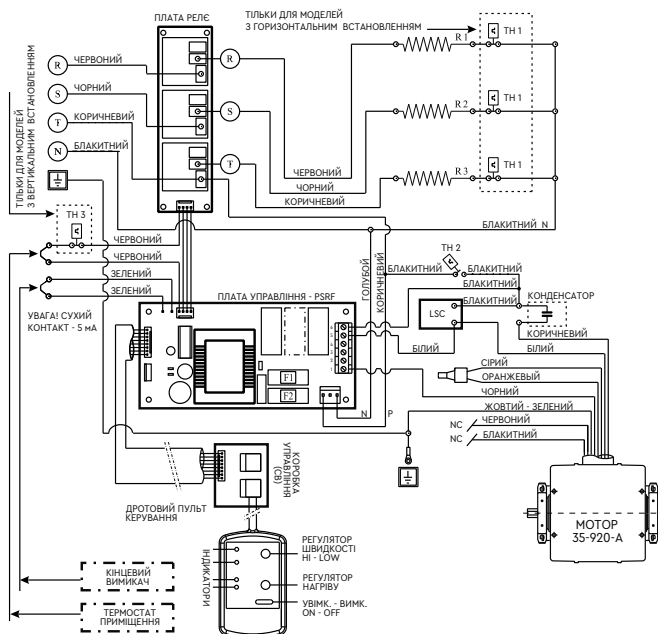 ПЛАТА РЕЛЄ
ТІЛЬКИ ДЛЯ МОДЕЛЕЙ
З ГОРИЗОНТАЛЬНИМ ВСТАНОВЛЕННЯМ
R 1
TH 1
R
ЧЕРВОНИЙ
R
S
ЧОРНИЙ
S
R 2
TH 1
T
КОРИЧНЕВИЙ
T
N
БЛАКИТНИЙ
R 3
TH 1
ЧЕРВОНИЙ
ЧОРНИЙ
КОРИЧНЕВИЙ
ТІЛЬКИ ДЛЯ МОДЕЛЕЙ
З ВЕРТИКАЛЬНИМ ВСТАНОВЛЕННЯМ
TH 3
БЛАКИТНИЙ N
ЧЕРВОНИЙ
ЧЕРВОНИЙ
ЗЕЛЕНИЙ
ЗЕЛЕНИЙ
УВАГА! СУХИЙ
КОНТАКТ - 5 мА
ГОЛУБОЙ
КОРИЧНЕВИЙ
TH 2
БЛАКИТНИЙ
БЛАКИТНИЙ
БЛАКИТНИЙ
БЛАКИТНИЙ
КОНДЕНСАТОР
LSC
КОРИЧНЕВИЙ
ПЛАТА УПРАВЛІННЯ - PSRF
БІЛИЙ
БІЛИЙ
F1
F2
N
P
СІРИЙ
ОРАНЖЕВЫЙ
ЧОРНИЙ
ЖОВТИЙ - ЗЕЛЕНИЙ
NC
ЧЕРВОНИЙ
NC
БЛАКИТНИЙ
КОРОБКА
УПРАВЛІННЯ
(СВ)
ДРОТОВИЙ ПУЛЬТ
КЕРУВАННЯ
МОТОР
35-920-A
ІНДИКАТОРИ
РЕГУЛЯТОР
ШВИДКОСТІ
HI - LOW
РЕГУЛЯТОР
НАГРІВУ
УВІМК. - ВИМК.
ON - OFF
КІНЦЕВИЙ
ВИМИКАЧ
ТЕРМОСТАТ
ПРИМІЩЕННЯ